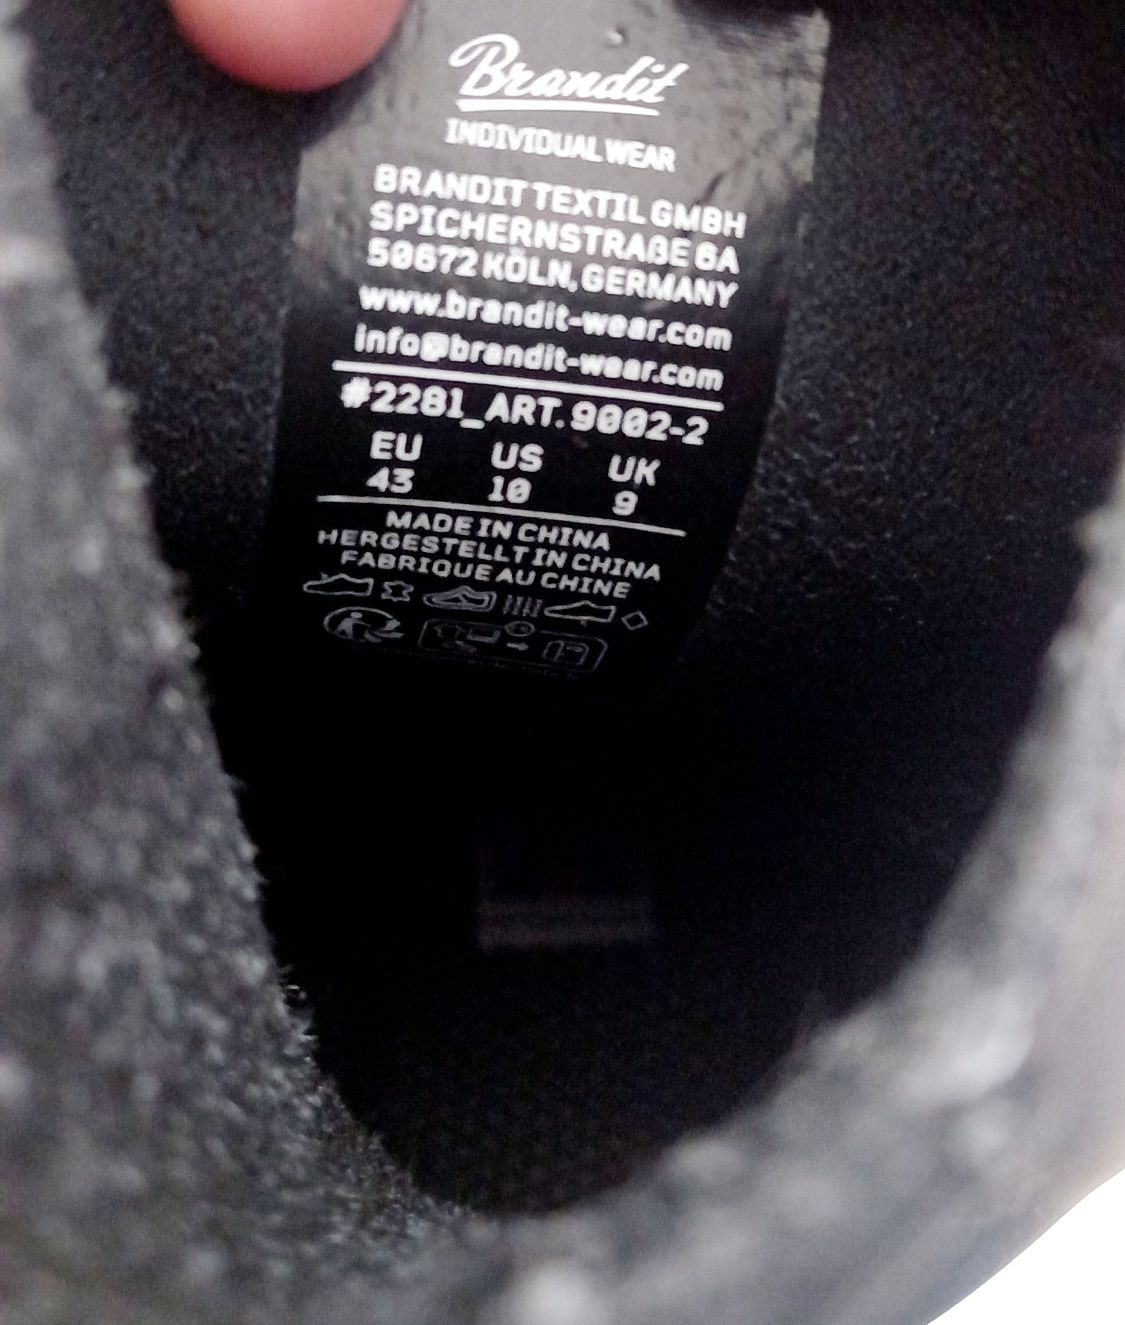 Brandit
INDIVIDUAL WEAR
BRANDIT TEXTIL GMBH
SPICHERNSTRAßE 6A
50672 KÖLN, GERMANY
www.brandit-wear.com
info@brandit-wear.com
#2281_ART. 9002-2
EU US UK
43 10 9
MADE IN CHINA
HERGESTELLT IN CHINA
FABRIQUE AU CHINE